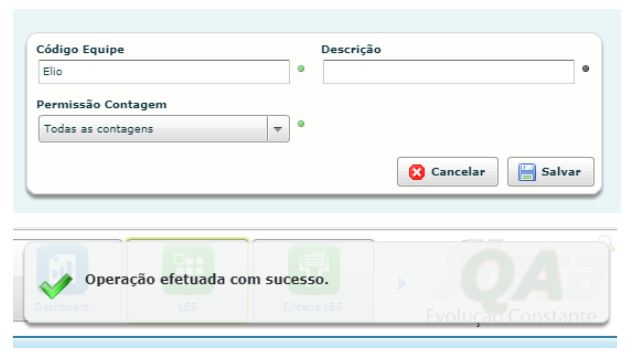 Código Equipe Descrição
Elio
Permissão Contagem
Todas as contagens
Cancelar Salvar
Operação efetuada com sucesso.
Dashboard LES Criteria LES
QA
Evolução Constante